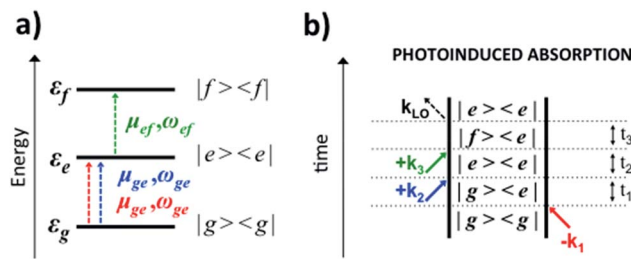 a)
Energy
ε_f
|f><f|
μ_ef,ω_ef
ε_e
|e><e|
μ_ge,ω_ge
μ_ge,ω_ge
ε_g
|g><g|
b)
PHOTOINDUCED ABSORPTION
time
k_LO
|e><e|
|f><e|
t_3
+k_3
|e><e|
t_2
+k_2
|g><e|
t_1
|g><g|
-k_1